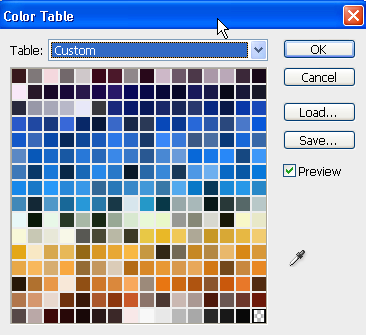 Color Table
Table: Custom
OK
Cancel
Load...
Save...
Preview